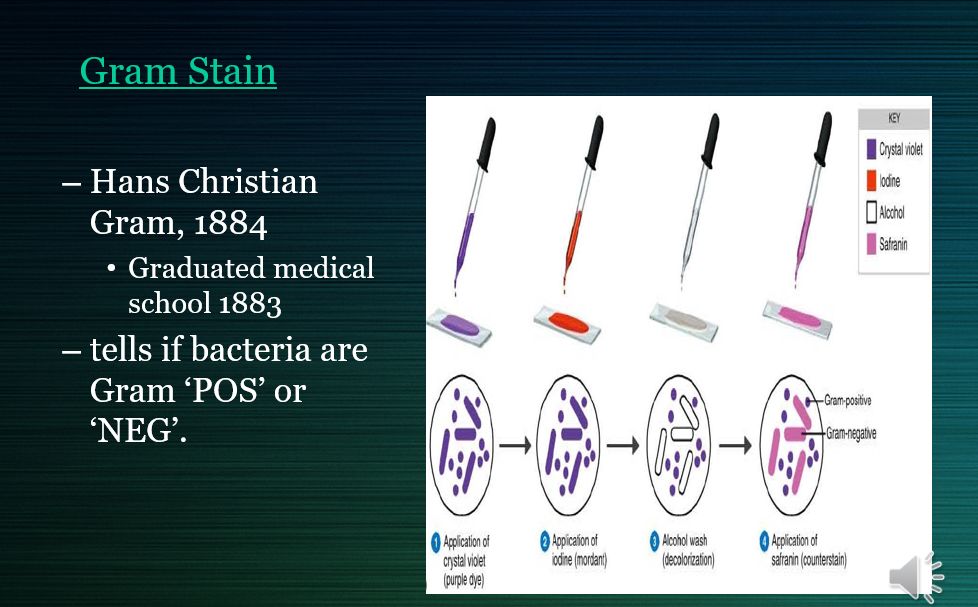 Gram Stain
– Hans Christian
Gram, 1884
• Graduated medical
school 1883
– tells if bacteria are
Gram ‘POS’ or
‘NEG’.
KEY
Crystal violet
Iodine
Alcohol
Safranin
Gram-positive
Gram-negative
1 Application of
crystal violet
(purple dye)
2 Application of
iodine (mordant)
3 Alcohol wash
(decolorization)
4 Application of
safranin (counterstain)